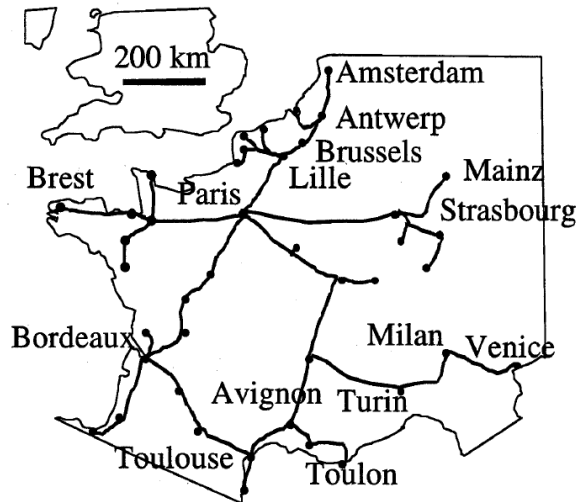 200 km
Amsterdam
Antwerp
Brussels
Lille
Mainz
Brest
Paris
Strasbourg
Bordeaux
Milan
Venice
Avignon
Turin
Toulouse
Toulon